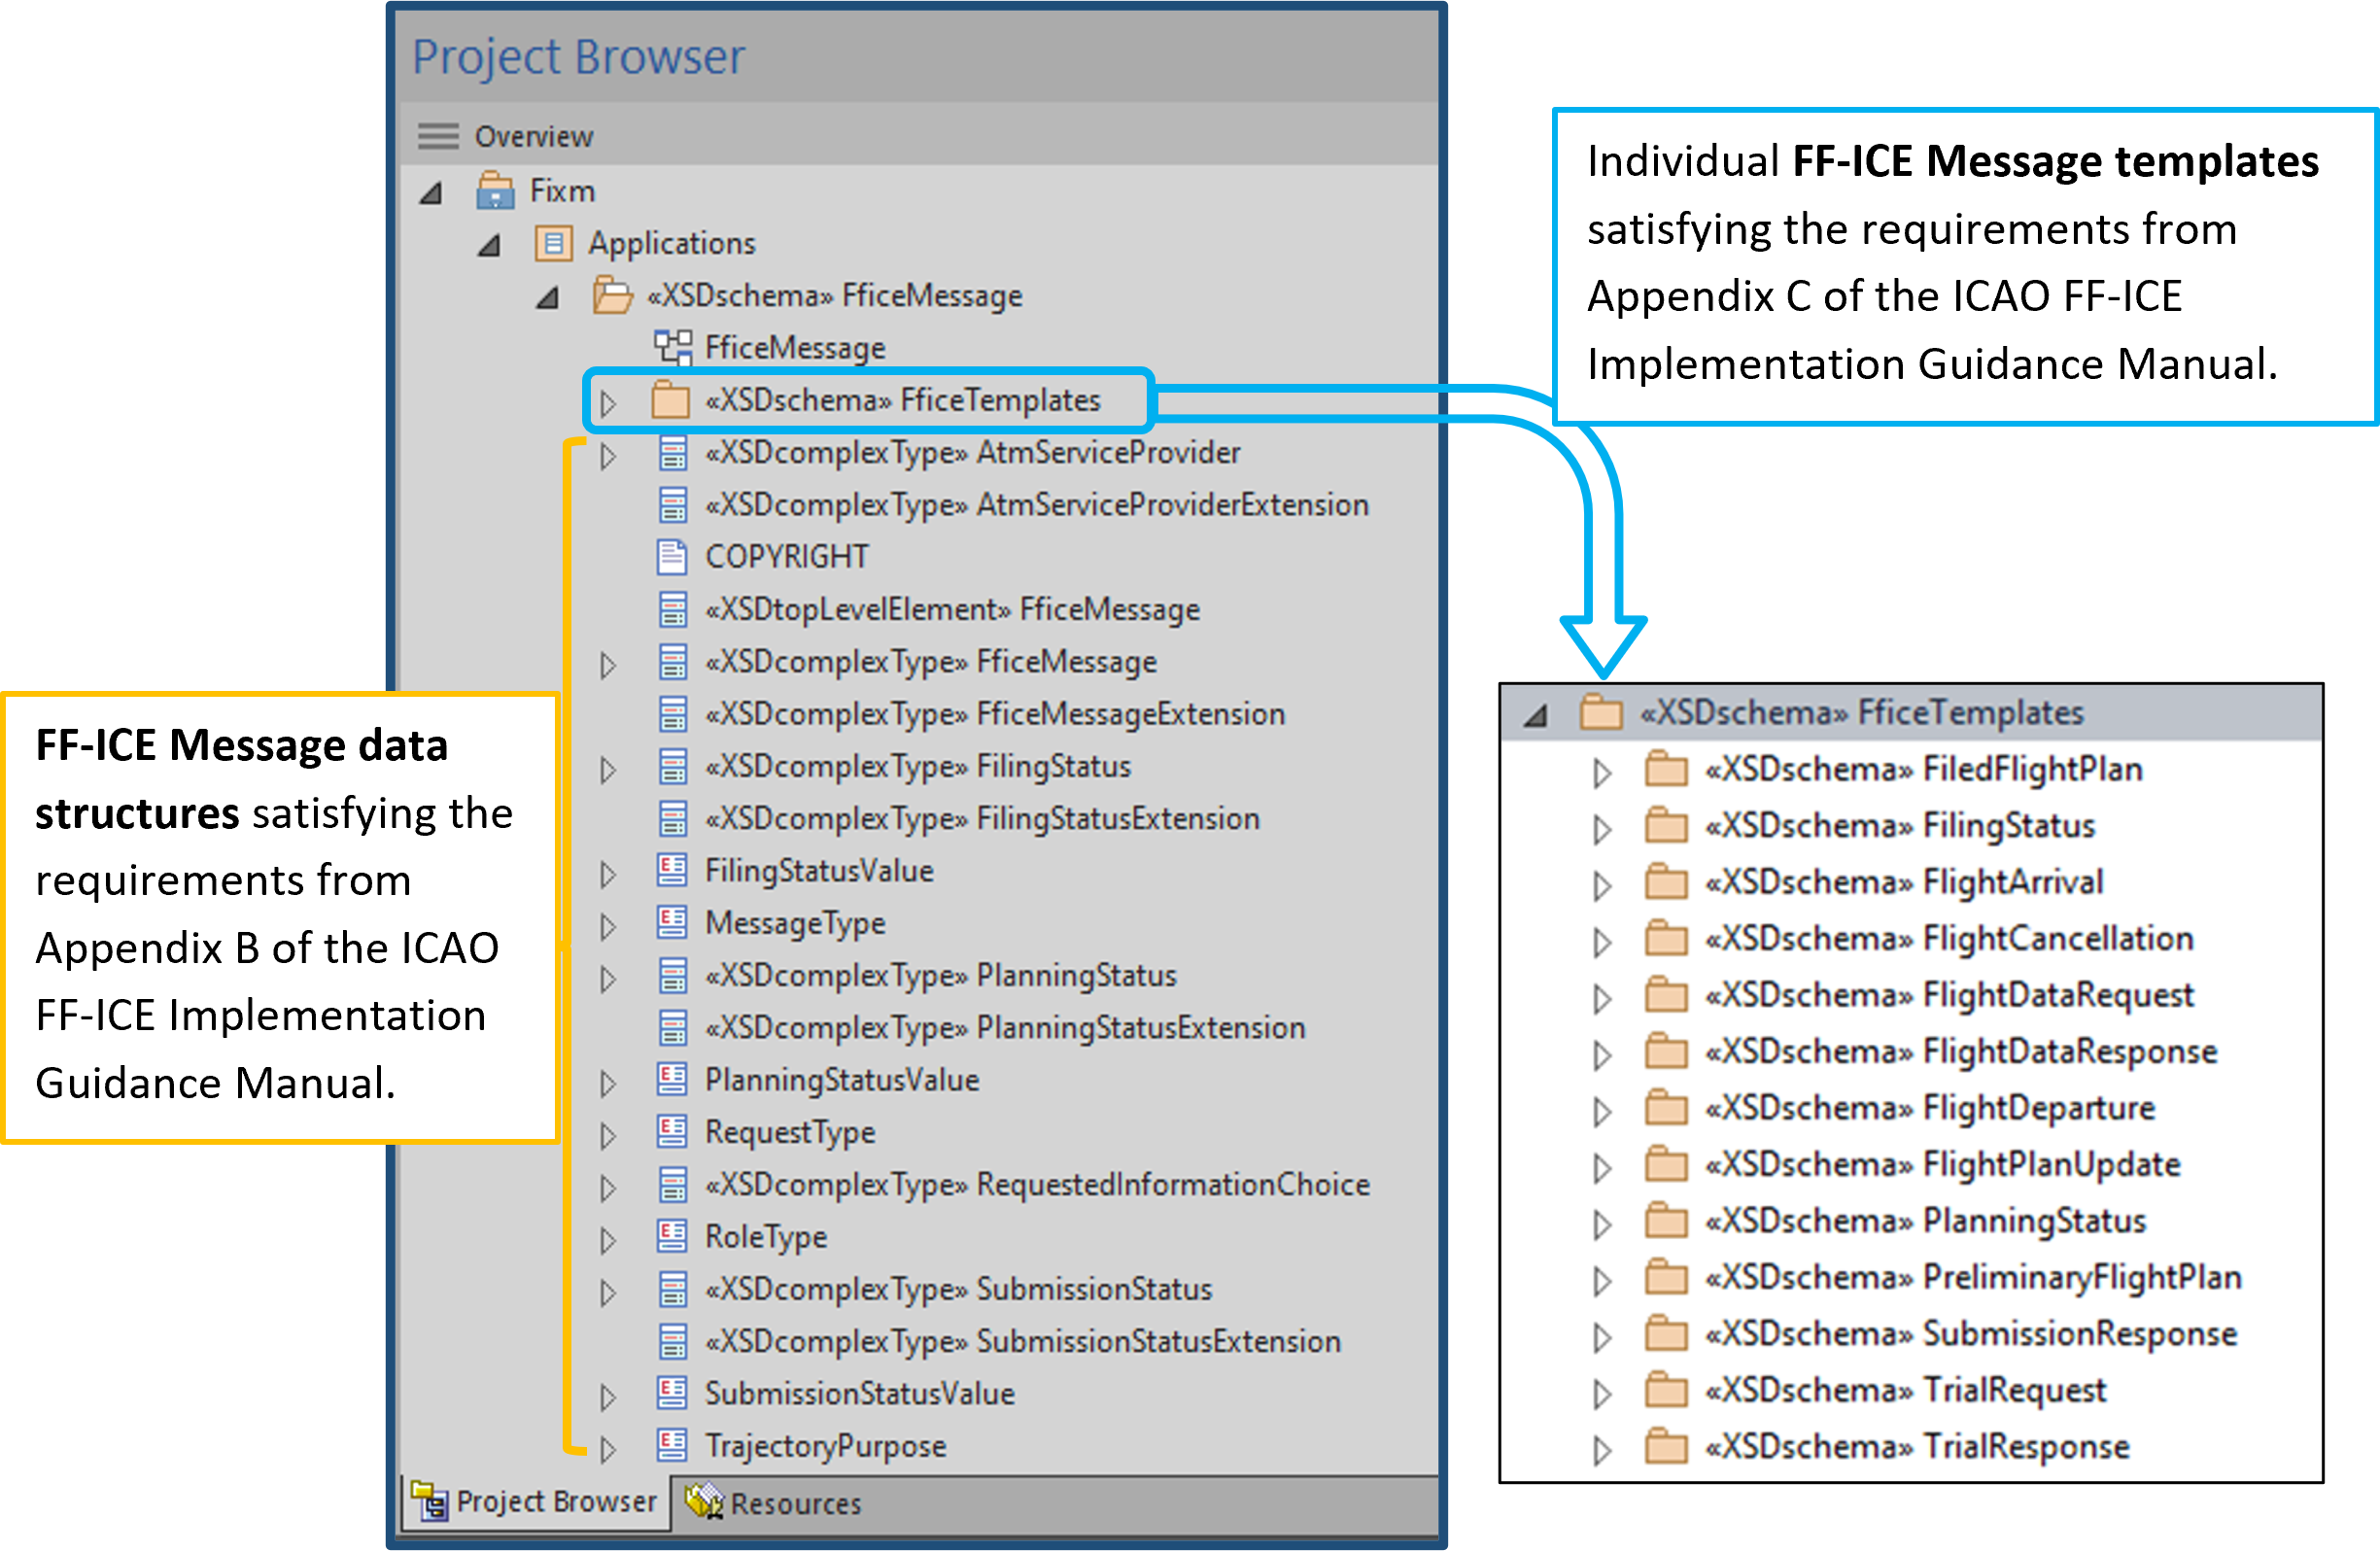 Project Browser
Overview
Fixm
Applications
«XSDschema» FficeMessage
FficeMessage
«XSDschema» FficeTemplates
«XSDcomplexType» AtmServiceProvider
«XSDcomplexType» AtmServiceProviderExtension
COPYRIGHT
«XSDtopLevelElement» FficeMessage
«XSDcomplexType» FficeMessage
«XSDcomplexType» FficeMessageExtension
«XSDcomplexType» FilingStatus
«XSDcomplexType» FilingStatusExtension
FilingStatusValue
MessageType
«XSDcomplexType» PlanningStatus
«XSDcomplexType» PlanningStatusExtension
PlanningStatusValue
RequestType
«XSDcomplexType» RequestedInformationChoice
RoleType
«XSDcomplexType» SubmissionStatus
«XSDcomplexType» SubmissionStatusExtension
SubmissionStatusValue
TrajectoryPurpose
Project Browser
Resources
FF-ICE Message data
structures satisfying the
requirements from
Appendix B of the ICAO
FF-ICE Implementation
Guidance Manual.
Individual FF-ICE Message templates
satisfying the requirements from
Appendix C of the ICAO FF-ICE
Implementation Guidance Manual.
«XSDschema» FficeTemplates
«XSDschema» FiledFlightPlan
«XSDschema» FilingStatus
«XSDschema» FlightArrival
«XSDschema» FlightCancellation
«XSDschema» FlightDataRequest
«XSDschema» FlightDataResponse
«XSDschema» FlightDeparture
«XSDschema» FlightPlanUpdate
«XSDschema» PlanningStatus
«XSDschema» PreliminaryFlightPlan
«XSDschema» SubmissionResponse
«XSDschema» TrialRequest
«XSDschema» TrialResponse